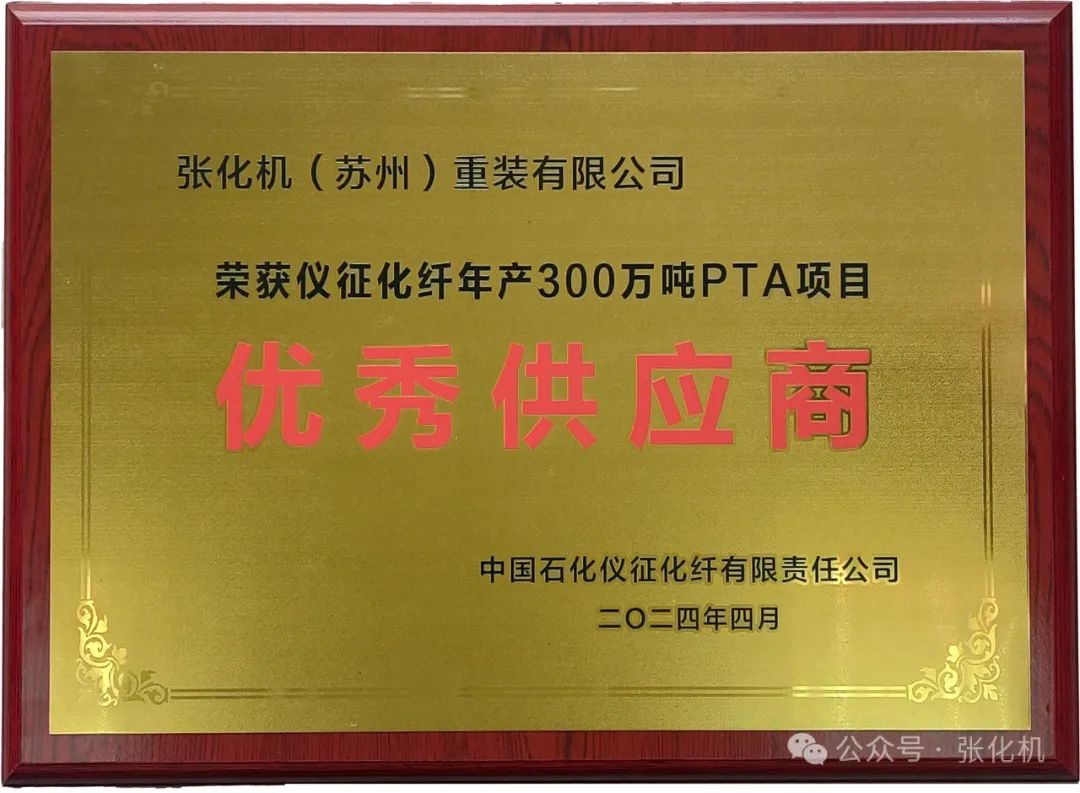 张化机（苏州）重装有限公司
荣获仪征化纤年产300万吨PTA项目
优秀供应商
中国石化仪征化纤有限责任公司
二〇二四年四月
公众号·张化机